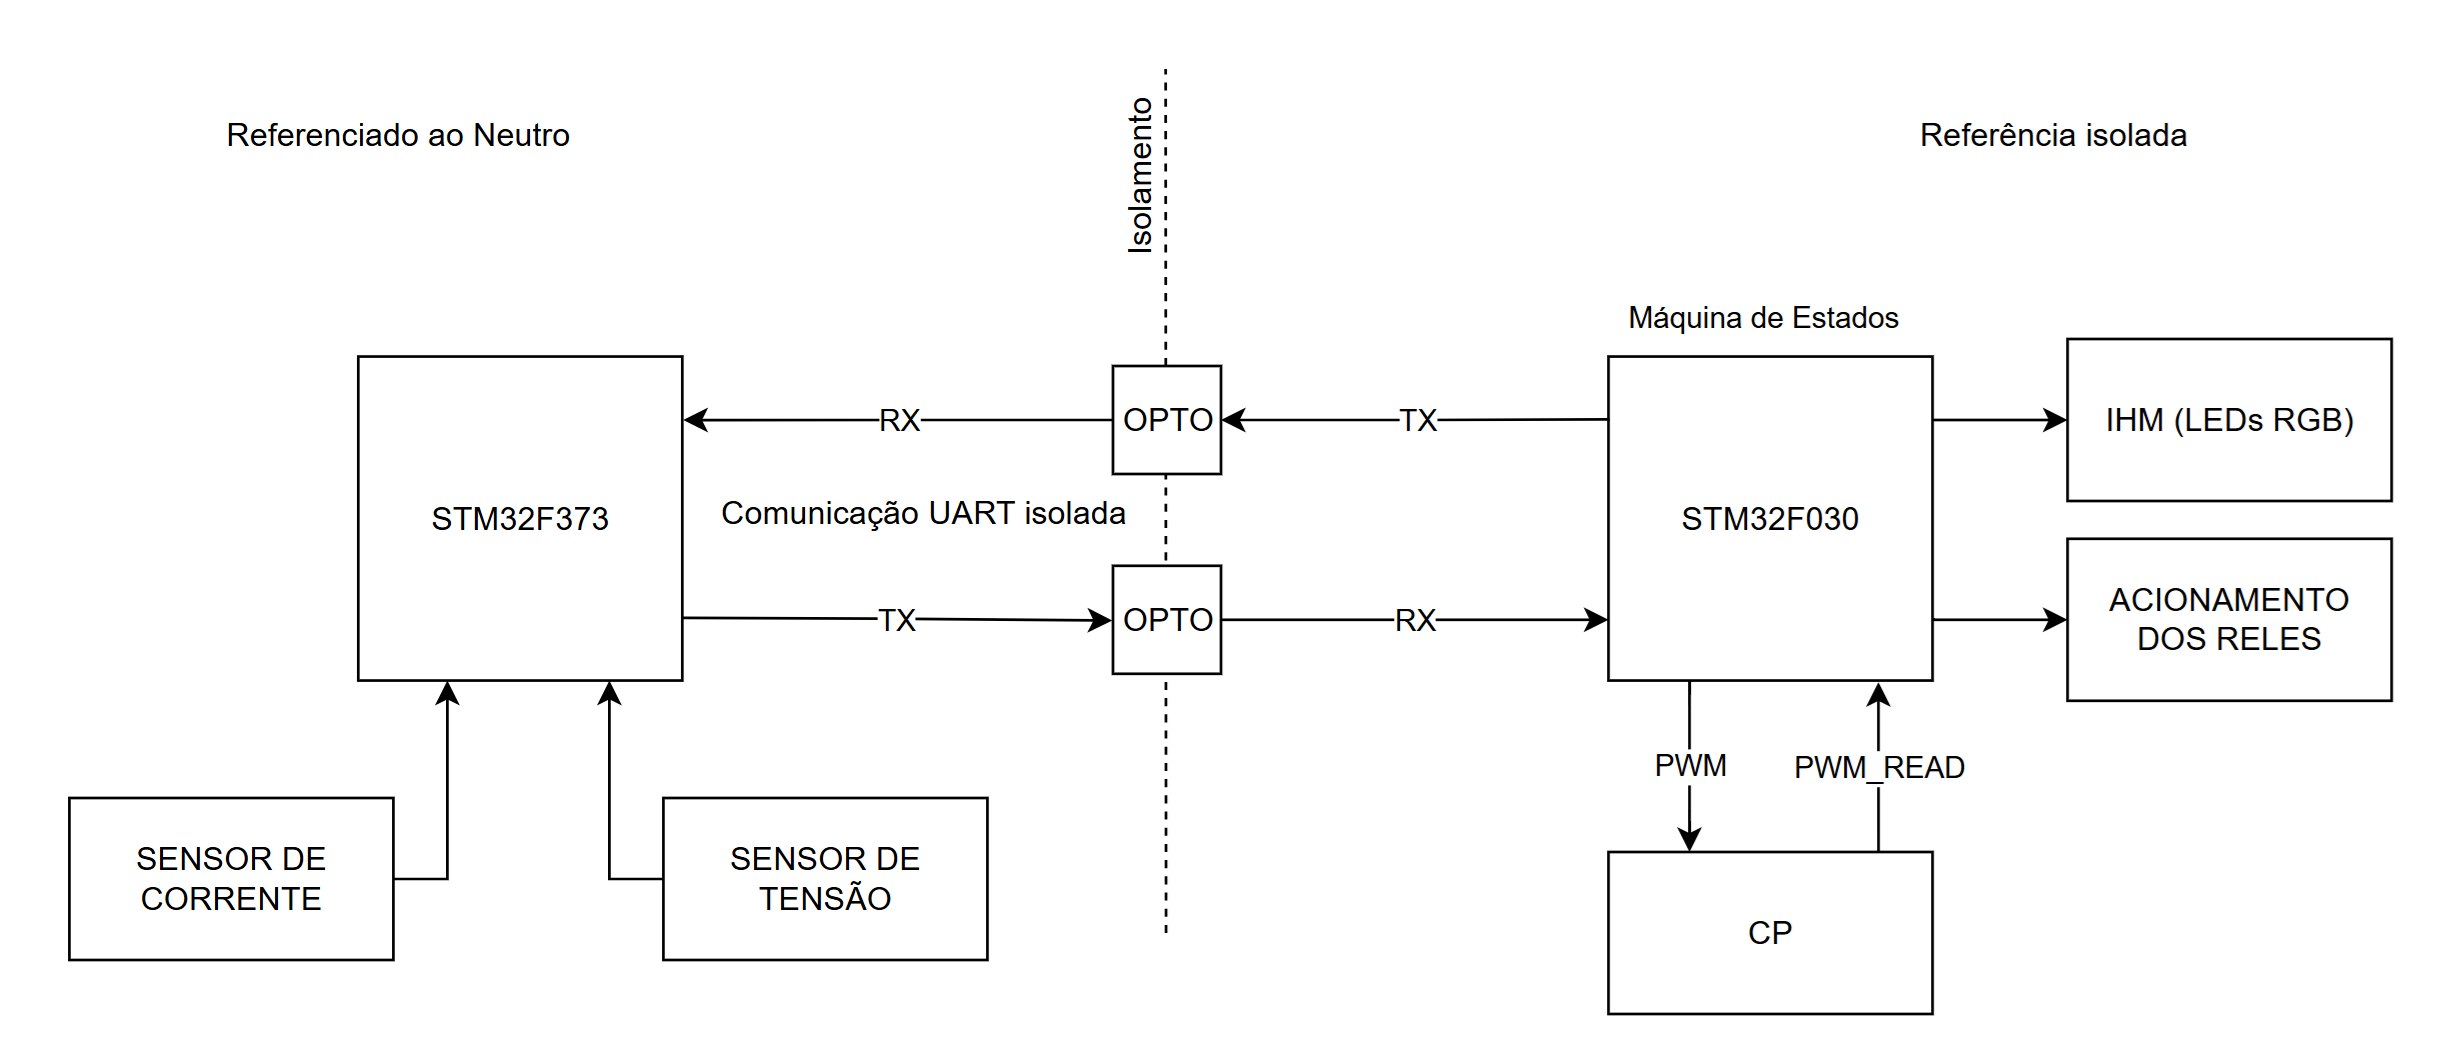 Referenciado ao Neutro
Isolamento
Referência isolada
Máquina de Estados
STM32F373
RX
OPTO
TX
Comunicação UART isolada
TX
OPTO
RX
STM32F030
IHM (LEDs RGB)
ACIONAMENTO
DOS RELES
PWM
PWM_READ
SENSOR DE
CORRENTE
SENSOR DE
TENSÃO
CP